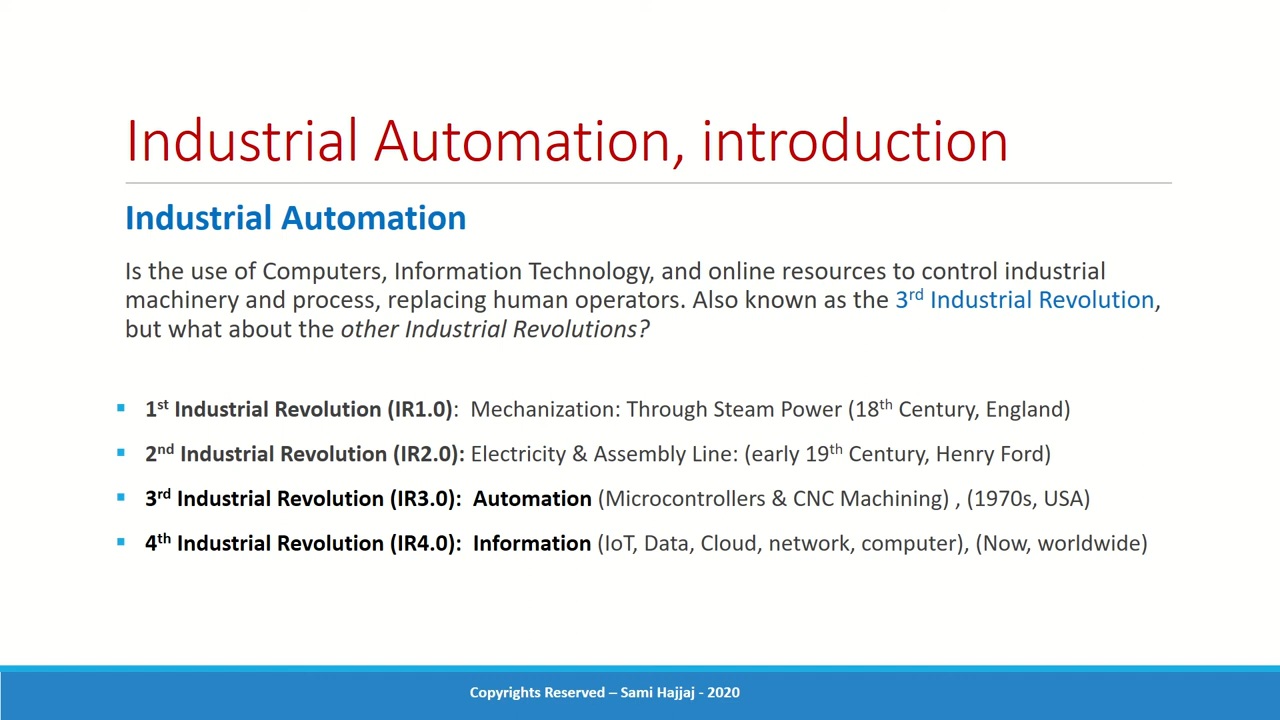 Industrial Automation, introduction
Industrial Automation
Is the use of Computers, Information Technology, and online resources to control industrial
machinery and process, replacing human operators. Also known as the 3rd Industrial Revolution,
but what about the other Industrial Revolutions?
▪ 1st Industrial Revolution (IR1.0): Mechanization: Through Steam Power (18th Century, England)
▪ 2nd Industrial Revolution (IR2.0): Electricity & Assembly Line: (early 19th Century, Henry Ford)
▪ 3rd Industrial Revolution (IR3.0): Automation (Microcontrollers & CNC Machining) , (1970s, USA)
▪ 4th Industrial Revolution (IR4.0): Information (IoT, Data, Cloud, network, computer), (Now, worldwide)
Copyrights Reserved – Sami Hajjaj - 2020